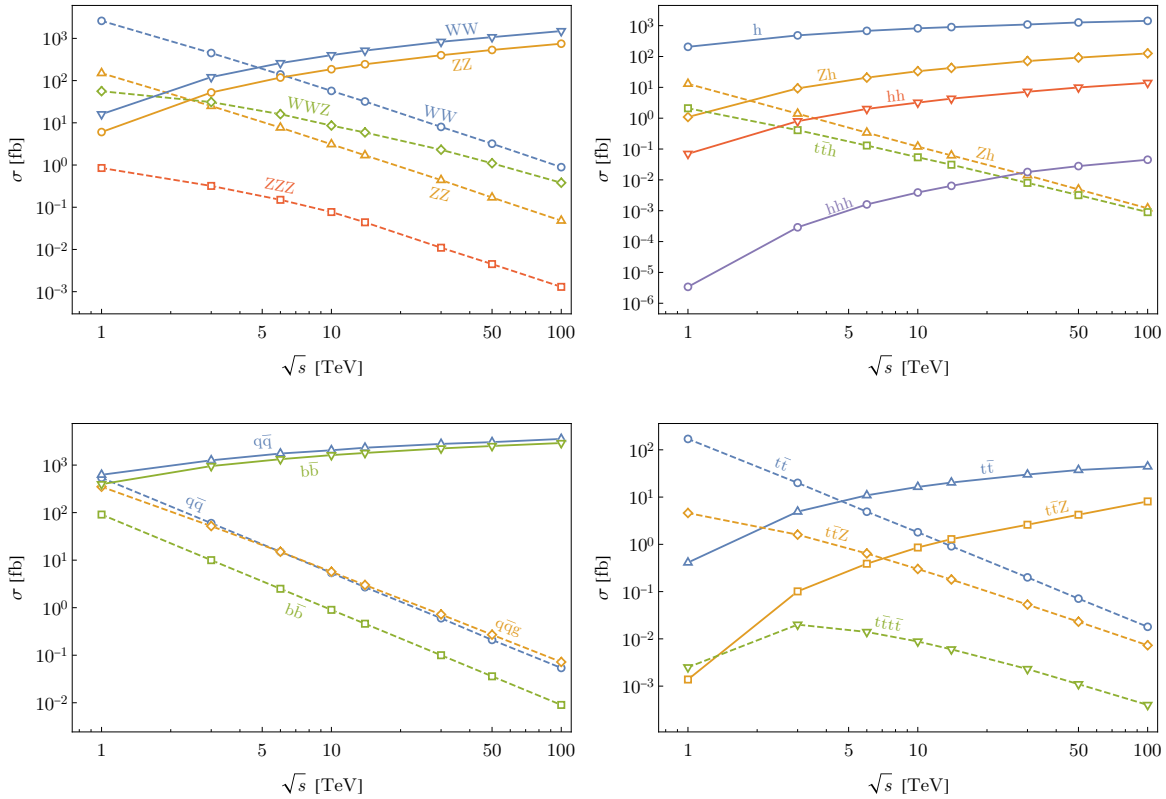 10³
10²
10¹
10⁰
10⁻¹
10⁻²
10⁻³
σ [fb]
WW
ZZ
WWZ
WW
ZZ
ZZZ
1
5
10
50
100
√s [TeV]
10³
10²
10¹
10⁰
10⁻¹
10⁻²
10⁻³
10⁻⁴
10⁻⁵
10⁻⁶
σ [fb]
h
Zh
hh
tt̄h
Zh
hhh
1
5
10
50
100
√s [TeV]
10³
10²
10¹
10⁰
10⁻¹
10⁻²
σ [fb]
qq̄
bb̄
qq̄
bb̄
qq̄g
1
5
10
50
100
√s [TeV]
10²
10¹
10⁰
10⁻¹
10⁻²
10⁻³
σ [fb]
tt̄
tt̄
tt̄Z
tt̄Z
tt̄tt̄
1
5
10
50
100
√s [TeV]